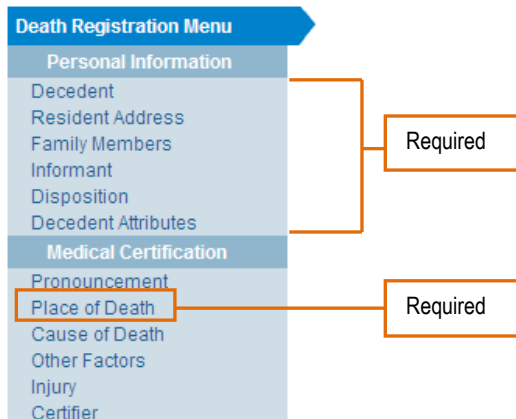 Death Registration Menu
Personal Information
Decedent
Resident Address
Family Members
Informant
Disposition
Decedent Attributes
Required
Medical Certification
Pronouncement
Place of Death
Required
Cause of Death
Other Factors
Injury
Certifier